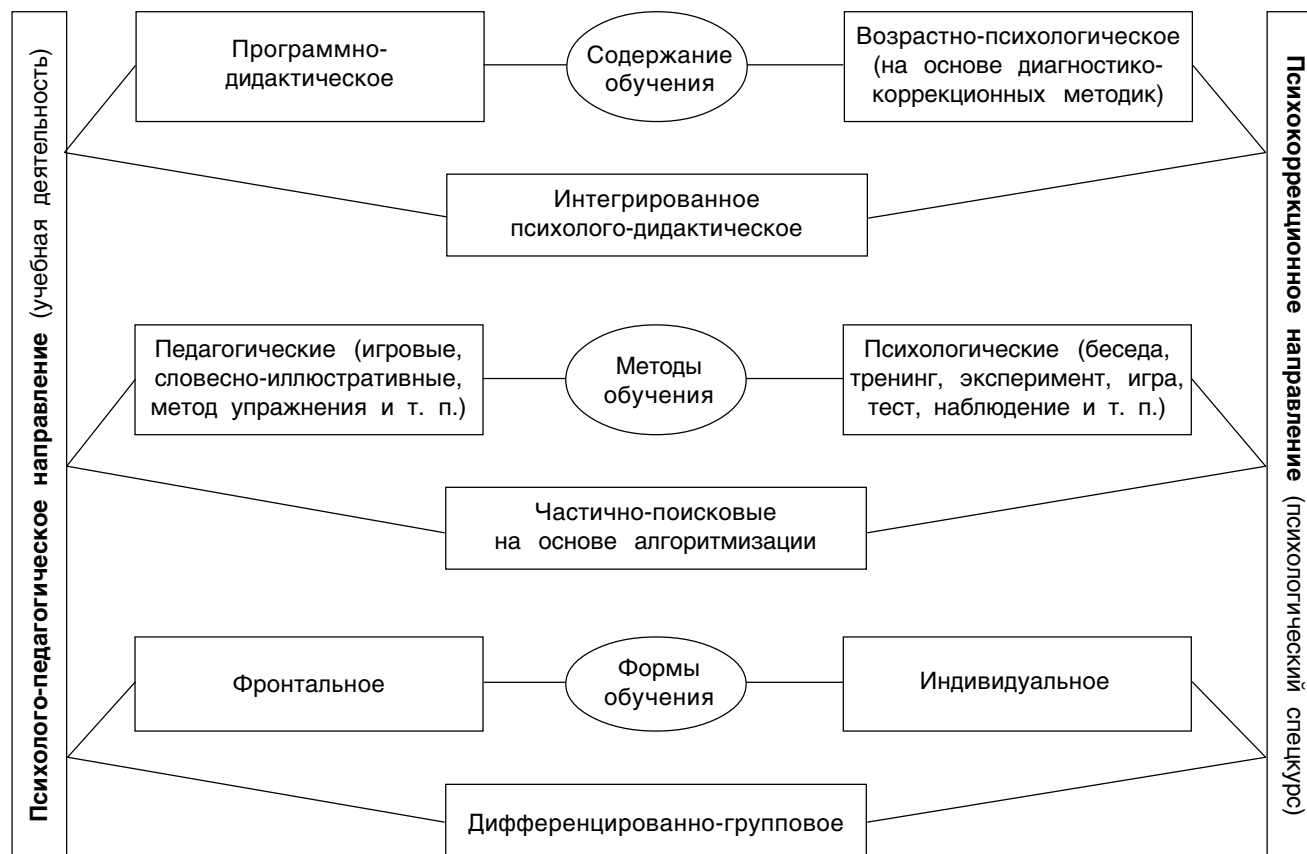 Психолого-педагогическое направление (учебная деятельность)
Программно-
дидактическое
Содержание
обучения
Возрастно-психологическое
(на основе диагностико-
коррекционных методик)
Интегрированное
психолого-дидактическое
Педагогические (игровые,
словесно-иллюстративные,
метод упражнения и т. п.)
Методы
обучения
Психологические (беседа,
тренинг, эксперимент, игра,
тест, наблюдение и т. п.)
Частично-поисковые
на основе алгоритмизации
Фронтальное
Формы
обучения
Индивидуальное
Дифференцированно-групповое
Психокоррекционное направление (психологический спецкурс)